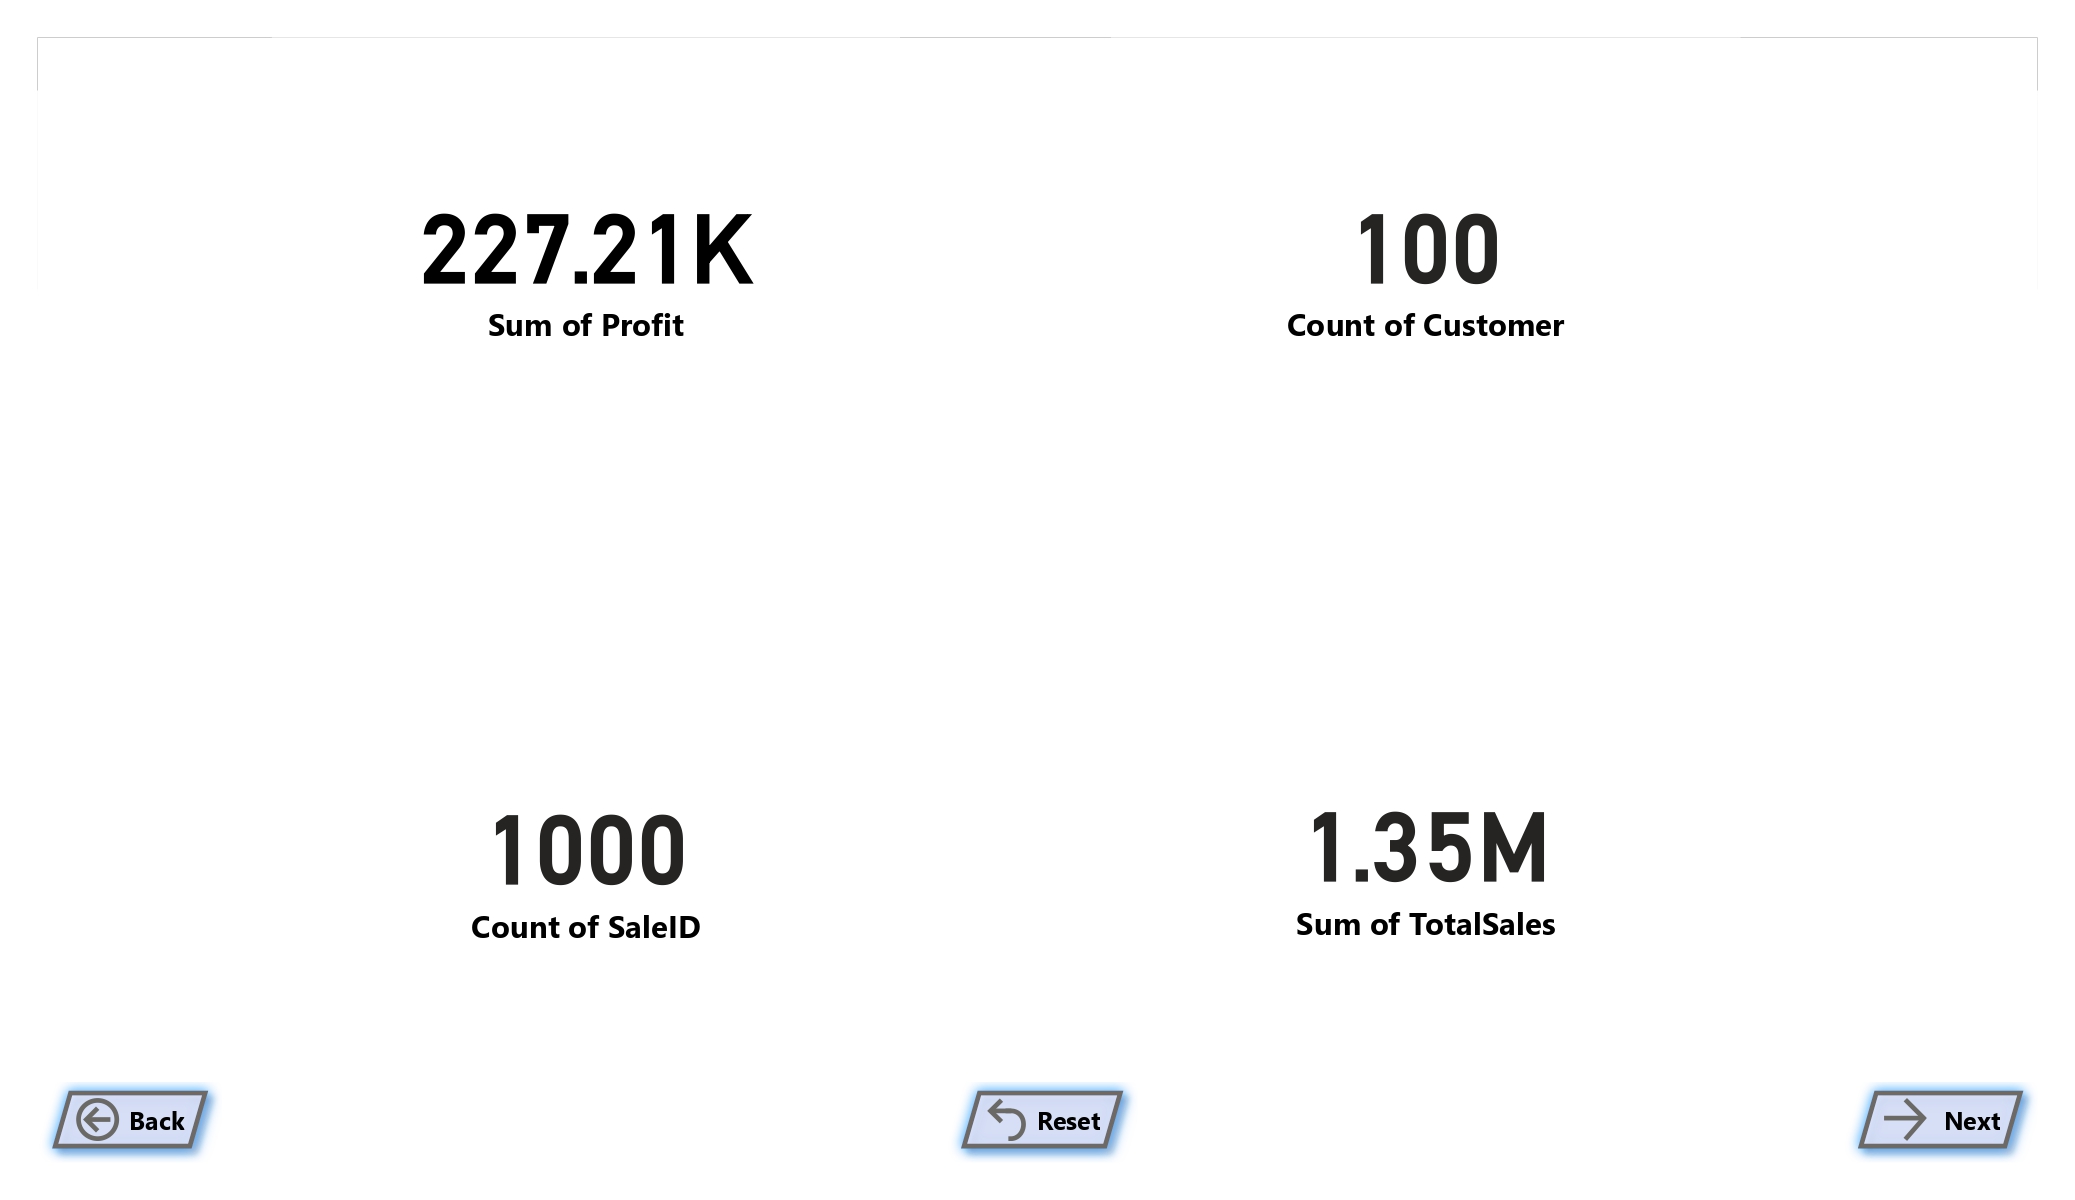 227.21K
Sum of Profit
100
Count of Customer
1000
Count of SaleID
1.35M
Sum of TotalSales
Back
Reset
Next